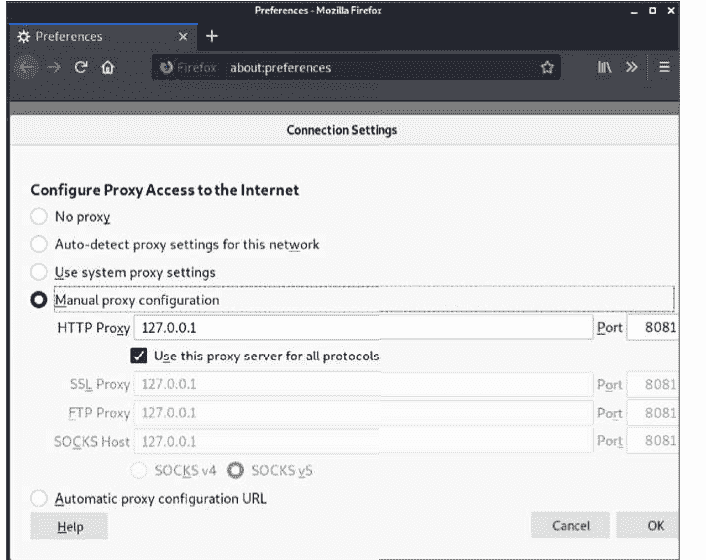 Preferences - Mozilla Firefox
Preferences
Firefox about:preferences
Connection Settings
Configure Proxy Access to the Internet
No proxy
Auto-detect proxy settings for this network
Use system proxy settings
Manual proxy configuration
HTTP Proxy 127.0.0.1 Port 8081
Use this proxy server for all protocols
SSL Proxy 127.0.0.1 Port 8081
FTP Proxy 127.0.0.1 Port 8081
SOCKS Host 127.0.0.1 Port 8081
SOCKS v4 SOCKS v5
Automatic proxy configuration URL
Help Cancel OK